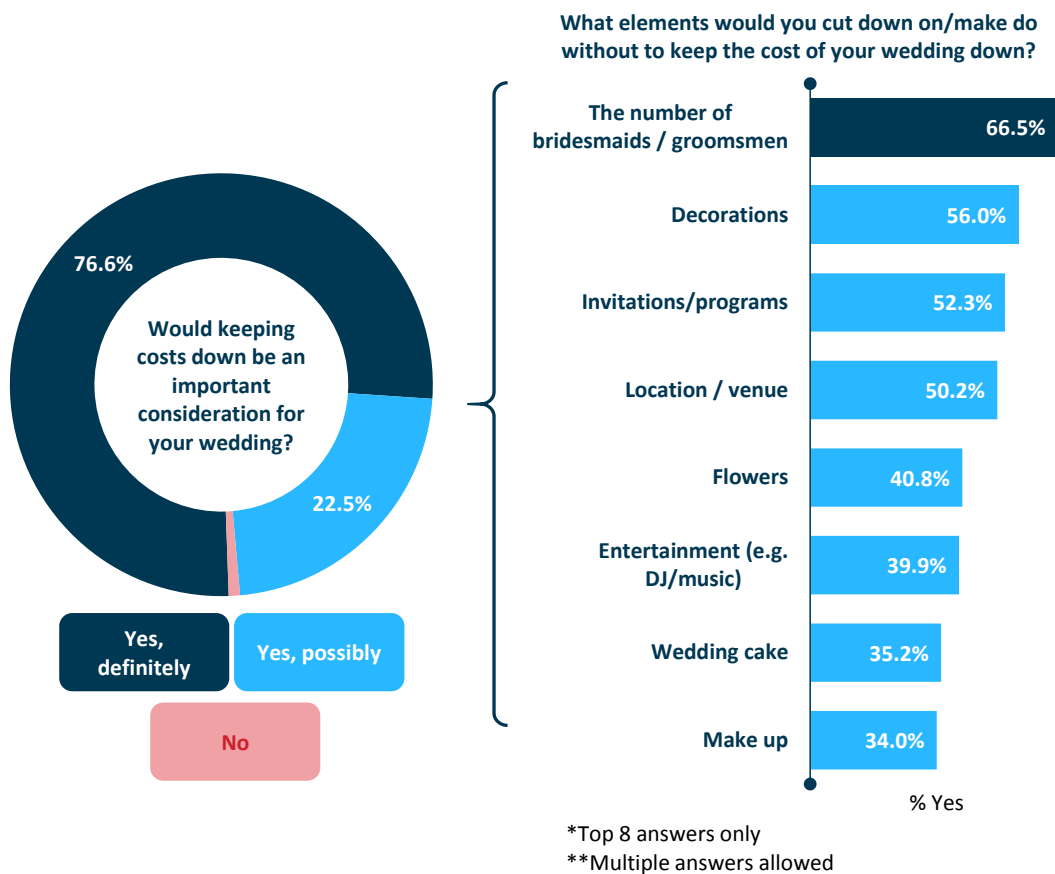 What elements would you cut down on/make do
without to keep the cost of your wedding down?
76.6%
22.5%
Would keeping
costs down be an
important
consideration for
your wedding?
Yes,
definitely
Yes, possibly
No
The number of
bridesmaids / groomsmen
66.5%
Decorations
56.0%
Invitations/programs
52.3%
Location / venue
50.2%
Flowers
40.8%
Entertainment (e.g.
DJ/music)
39.9%
Wedding cake
35.2%
Make up
34.0%
% Yes
*Top 8 answers only
**Multiple answers allowed